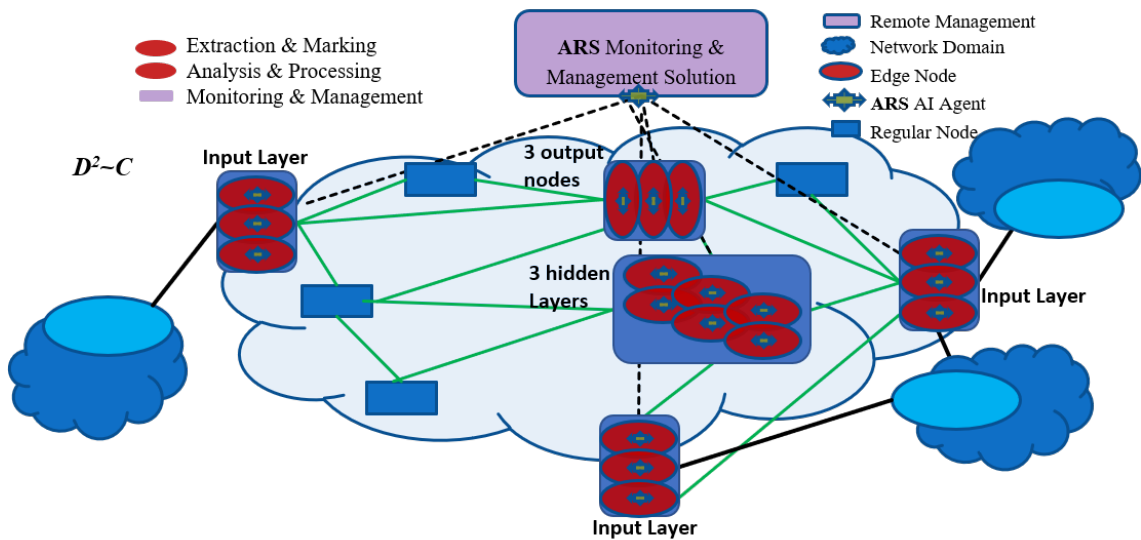 Extraction & Marking
Analysis & Processing
Monitoring & Management
ARS Monitoring &
Management Solution
Remote Management
Network Domain
Edge Node
ARS AI Agent
Regular Node
D²~C
Input Layer
3 output
nodes
3 hidden
Layers
Input Layer
Input Layer